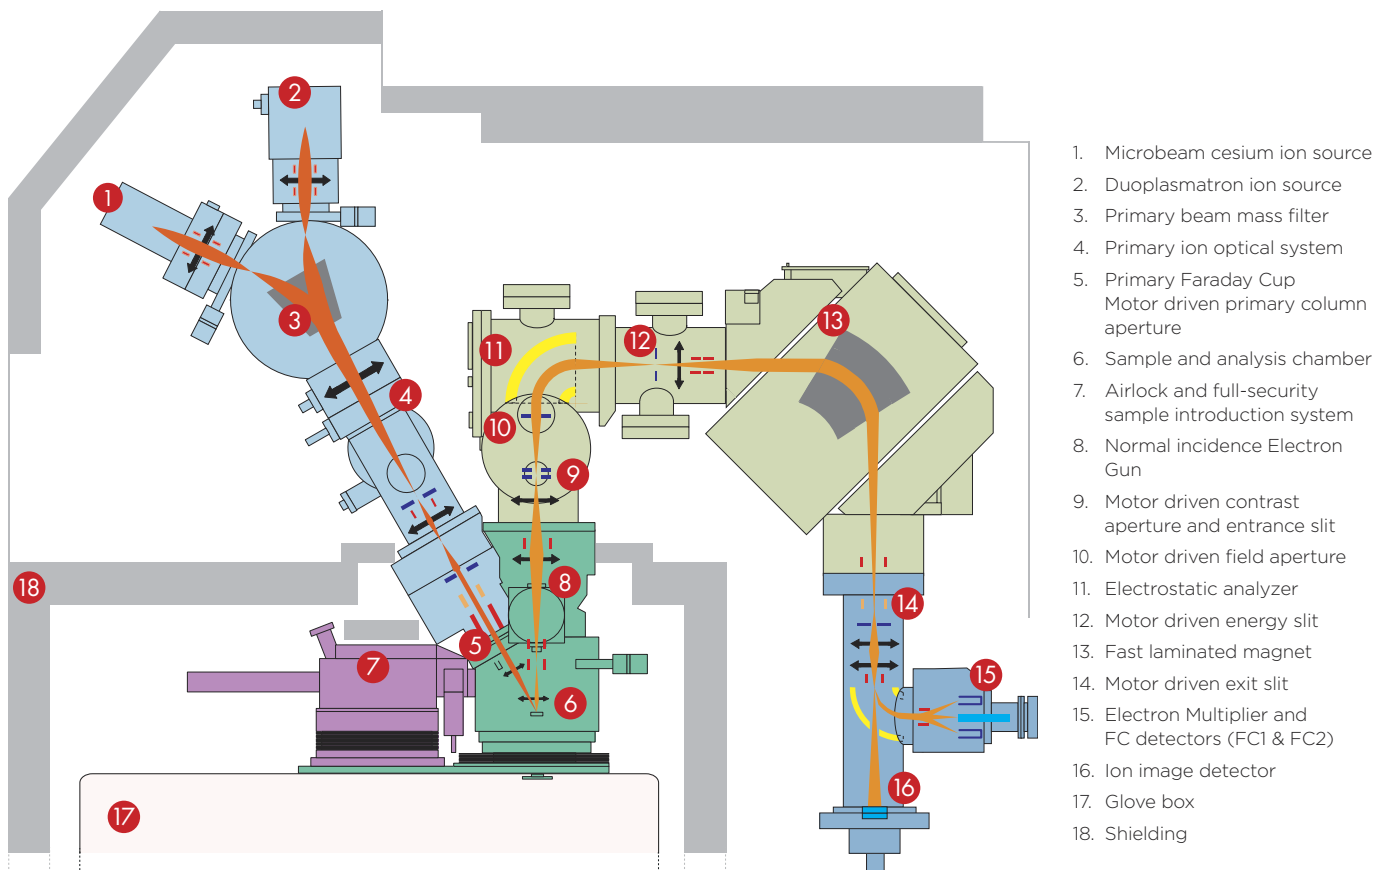 2
1
3
4
11
12
13
10
9
18
8
14
5
7
6
15
16
17
1. Microbeam cesium ion source
2. Duoplasmatron ion source
3. Primary beam mass filter
4. Primary ion optical system
5. Primary Faraday Cup
Motor driven primary column
aperture
6. Sample and analysis chamber
7. Airlock and full-security
sample introduction system
8. Normal incidence Electron
Gun
9. Motor driven contrast
aperture and entrance slit
10. Motor driven field aperture
11. Electrostatic analyzer
12. Motor driven energy slit
13. Fast laminated magnet
14. Motor driven exit slit
15. Electron Multiplier and
FC detectors (FC1 & FC2)
16. Ion image detector
17. Glove box
18. Shielding